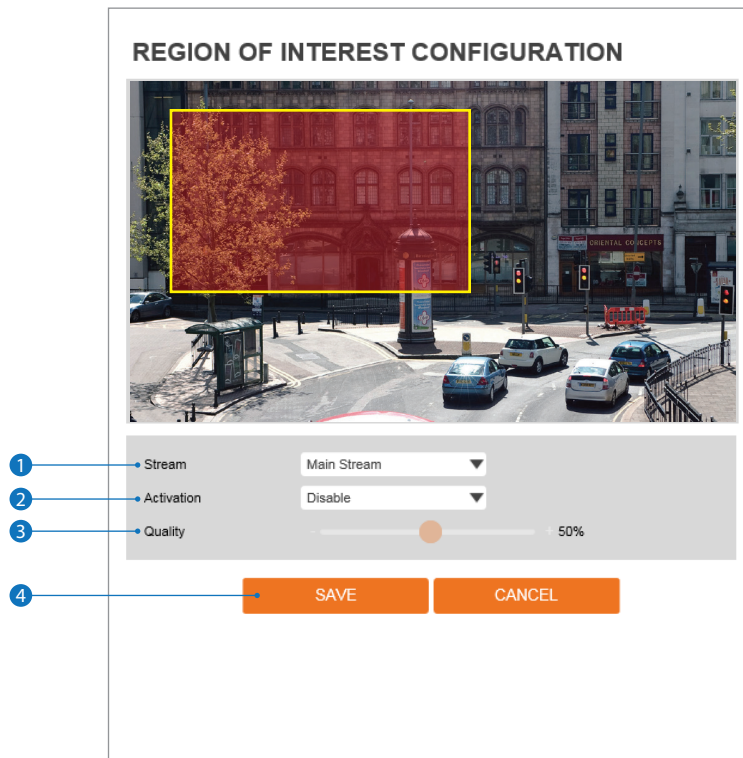 REGION OF INTEREST CONFIGURATION
ORIENTAL CONCEPTS
1 Stream Main Stream
2 Activation Disable
3 Quality - + 50%
4 SAVE CANCEL